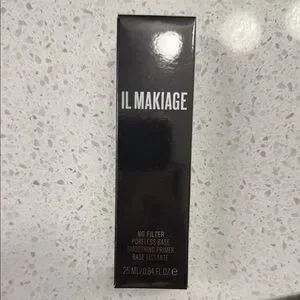 IL MAKIAGE
NO FILTER
PORELESS BASE
SMOOTHING PRIMER
BASE LISSANTE
25 ML/0.84 FL.OZ ℮